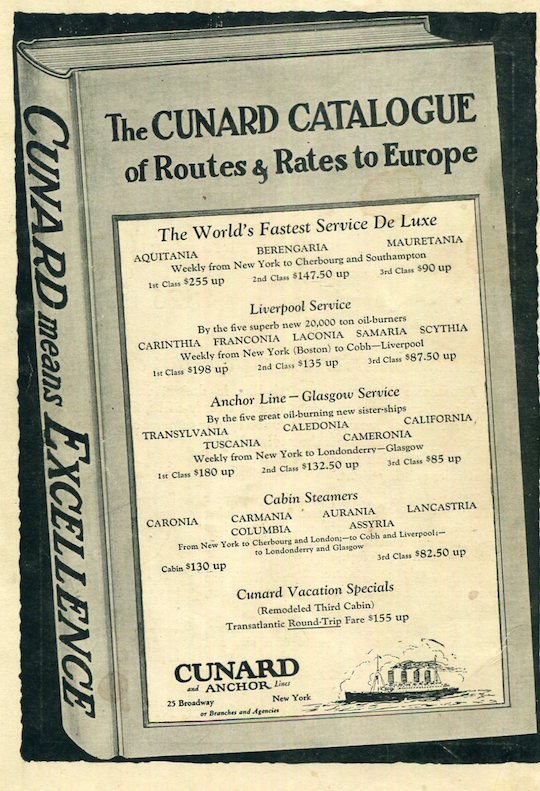 CUNARD means EXCELLENCE
The CUNARD CATALOGUE
of Routes & Rates to Europe
The World's Fastest Service De Luxe
AQUITANIA BERENGARIA MAURETANIA
Weekly from New York to Cherbourg and Southampton
1st Class $255 up 2nd Class $147.50 up 3rd Class $90 up
Liverpool Service
By the five superb new 20,000 ton oil-burners
CARINTHIA FRANCONIA LACONIA SAMARIA SCYTHIA
Weekly from New York (Boston) to Cobh—Liverpool
1st Class $198 up 2nd Class $135 up 3rd Class $87.50 up
Anchor Line—Glasgow Service
By the five great oil-burning new sister-ships
TRANSYLVANIA CALEDONIA CALIFORNIA
TUSCANIA CAMERONIA
Weekly from New York to Londonderry—Glasgow
1st Class $180 up 2nd Class $132.50 up 3rd Class $85 up
Cabin Steamers
CARONIA CARMANIA AURANIA LANCASTRIA
COLUMBIA ASSYRIA
From New York to Cherbourg and London;—to Cobh and Liverpool;—
to Londonderry and Glasgow
Cabin $130 up 3rd Class $82.50 up
Cunard Vacation Specials
(Remodeled Third Cabin)
Transatlantic Round-Trip Fare $155 up
CUNARD
and ANCHOR Lines
25 Broadway New York
or Branches and Agencies